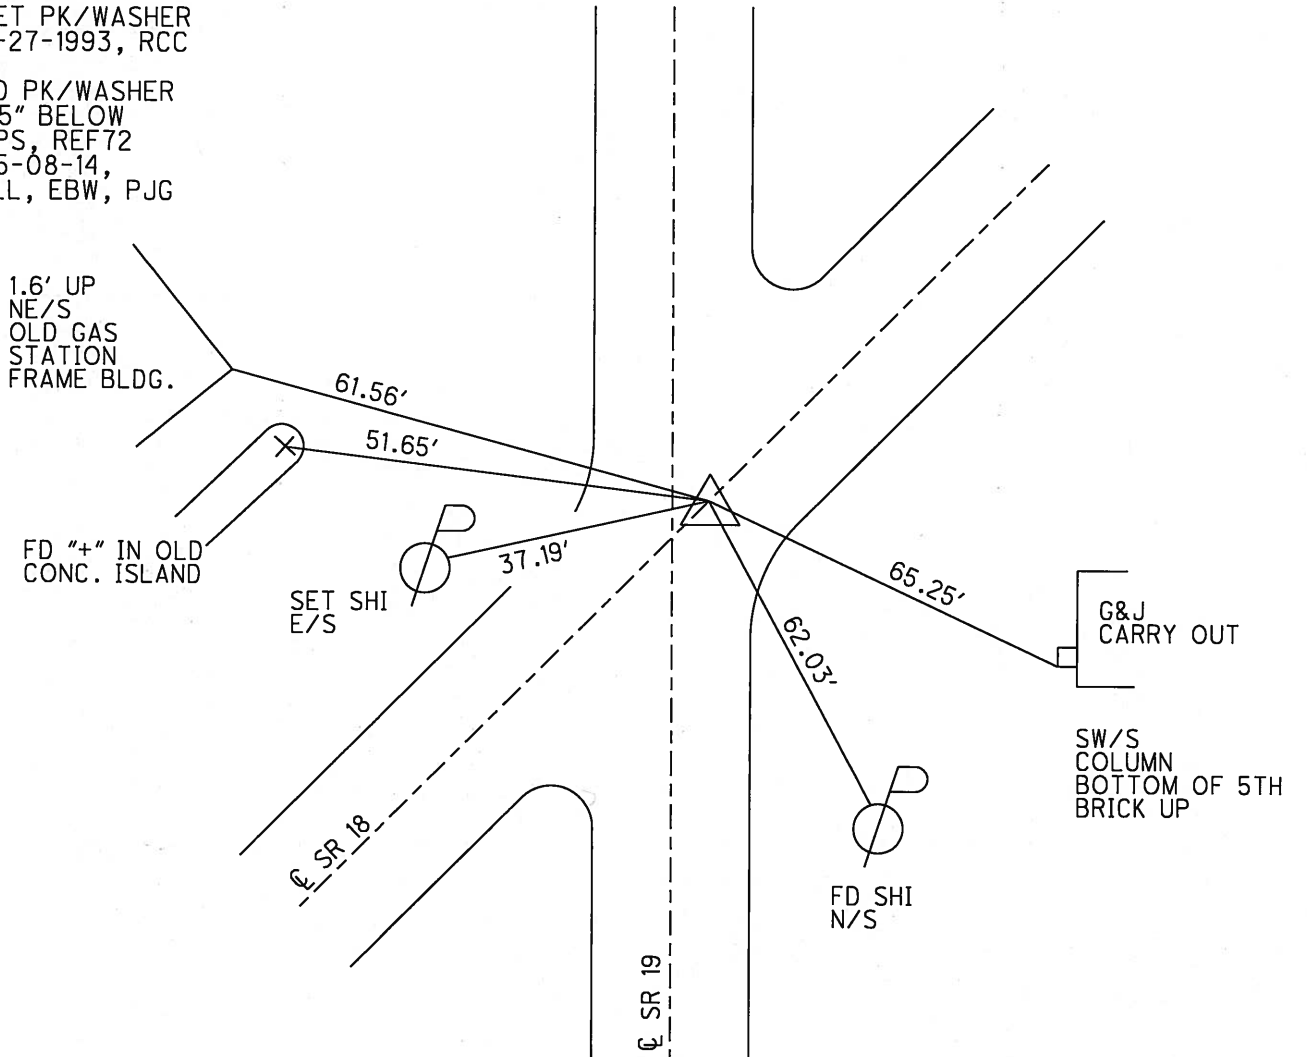 ET PK/WASHER
-27-1993, RCC
D PK/WASHER
5" BELOW
PS, REF72
5-08-14,
LL, EBW, PJG
1.6' UP
NE/S
OLD GAS
STATION
FRAME BLDG.
61.56'
51.65'
37.19'
FD "+" IN OLD
CONC. ISLAND
SET SHI
E/S
65.25'
62.03'
G&J
CARRY OUT
SW/S
COLUMN
BOTTOM OF 5TH
BRICK UP
FD SHI
N/S
℄ SR 18
℄ SR 19